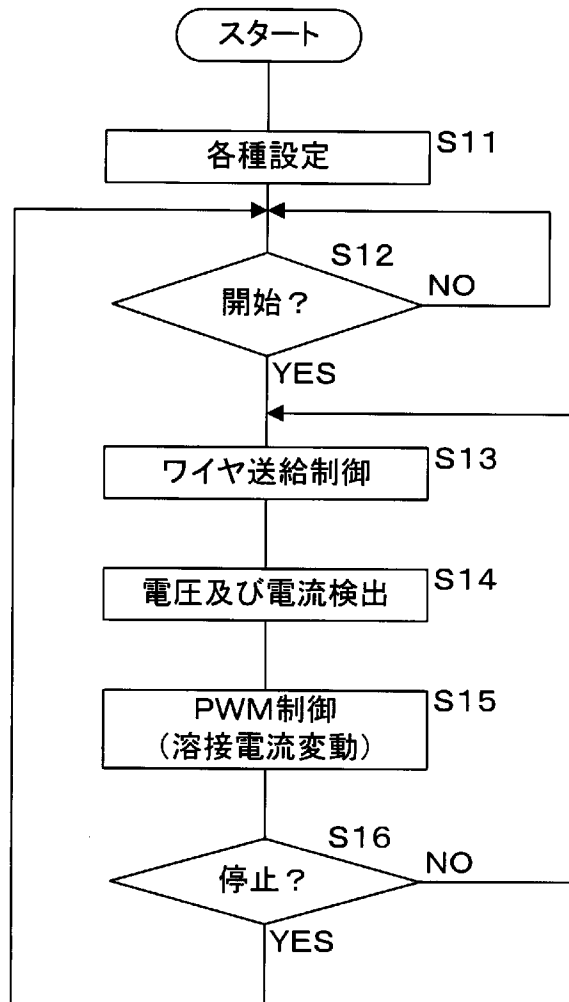 スタート
各種設定
S11
S12
開始？
NO
YES
ワイヤ送給制御
S13
電圧及び電流検出
S14
PWM制御
（溶接電流変動）
S15
S16
停止？
NO
YES